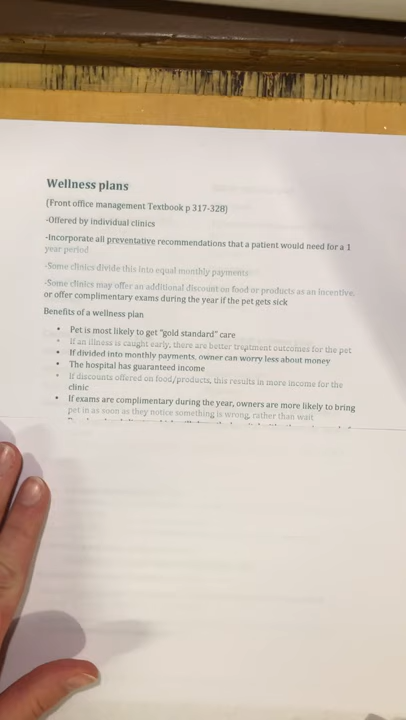 Wellness plans
(Front office management Textbook p 317-328)
-Offered by individual clinics
-Incorporate all preventative recommendations that a patient would need for a 1
year period
-Some clinics divide this into equal monthly payments
-Some clinics may offer an additional discount on food or products as an incentive,
or offer complimentary exams during the year if the pet gets sick
Benefits of a wellness plan
• Pet is most likely to get "gold standard" care
• If an illness is caught early, there are better treatment outcomes for the pet
• If divided into monthly payments, owner can worry less about money
• The hospital has guaranteed income
• If discounts offered on food/products, this results in more income for the
clinic
• If exams are complimentary during the year, owners are more likely to bring
pet in as soon as they notice something is wrong, rather than wait